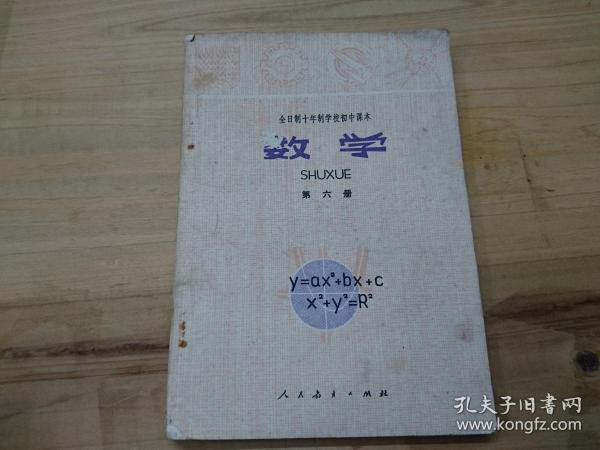 全日制十年制学校初中课本
数学
SHUXUE
第六册
y=ax²+bx+c
x²+y²=R²
人民教育出版社
孔夫子旧书网
www.kongfz.com